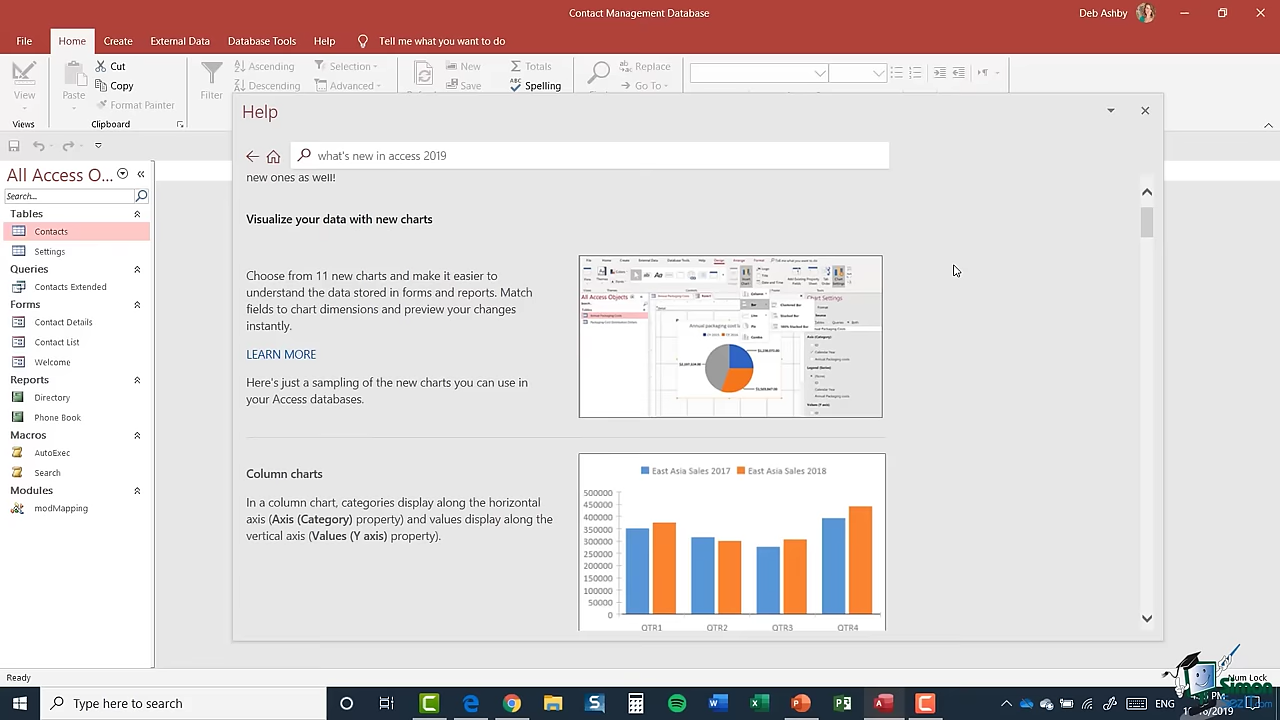 Contact Management Database
Deb Ashby
File Home Create External Data Database Tools Help Tell me what you want to do
View
Views
Paste
Cut
Copy
Format Painter
Clipboard
Filter
Ascending
Descending
Selection
Advanced
New
Save
Totals
ABC Spelling
Replace
Go To
Help
what's new in access 2019
All Access O...
Search...
Tables
Contacts
Settings
Queries
Contacts Extended
Forms
Contact List
Welcome
Reports
Directory
Phone Book
Macros
AutoExec
Search
Modules
modMapping
new ones as well!
Visualize your data with new charts
Choose from 11 new charts and make it easier to
understand the data stored in forms and reports. Match
fields to chart dimensions and preview your changes
instantly.
LEARN MORE
Here's just a sampling of the new charts you can use in
your Access databases.
All Access Objects
Chart Settings
Column charts
In a column chart, categories display along the horizontal
axis (Axis (Category) property) and values display along the
vertical axis (Values (Y axis) property).
East Asia Sales 2017 East Asia Sales 2018
500000
450000
400000
350000
300000
250000
200000
150000
100000
50000
0
QTR1 QTR2 QTR3 QTR4
Ready
Num Lock
Type here to search
ENG